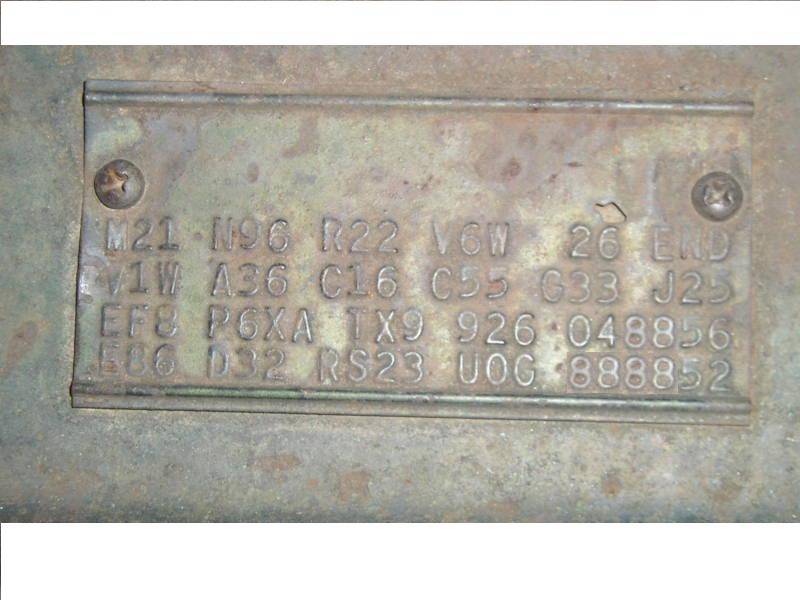 M21 N96 R22 V6W 26 END
V1W A36 C16 C55 G33 J25
EF8 P6XA TX9 926 048856
E86 D32 RS23 U0G 888852